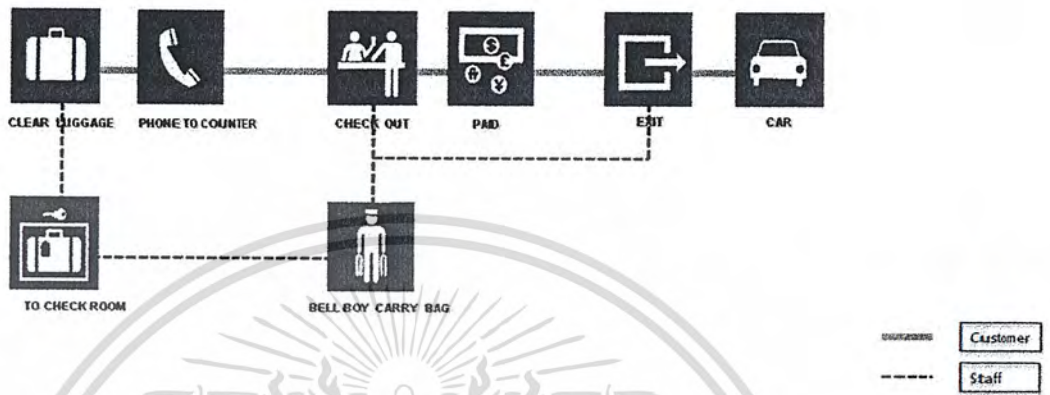 CLEAR LUGGAGE PHONE TO COUNTER CHECK OUT PAID EXIT CAR
TO CHECK ROOM BELL BOY CARRY BAG
Customer
Staff